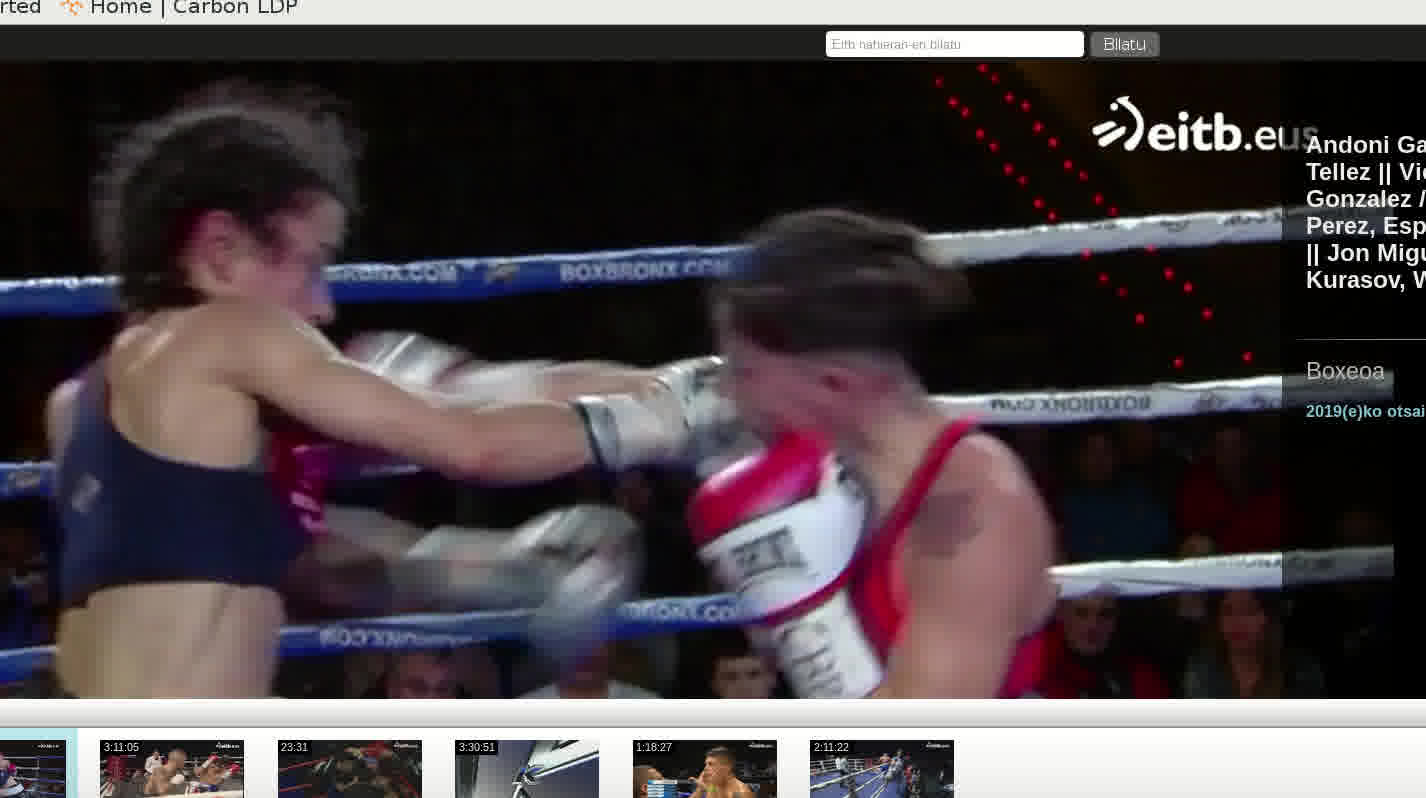 rted Home | Carbon LDP
Eitb nahieran-en bilatu
Bilatu
eitb.eus
Andoni Ga
Tellez || Vi
Gonzalez /
Perez, Esp
|| Jon Migu
Kurasov, W
BOXBRONX.COM
Boxeoa
BOXBRONX.COM
2019(e)ko otsai
3:11:05
23:31
3:30:51
1:18:27
2:11:22